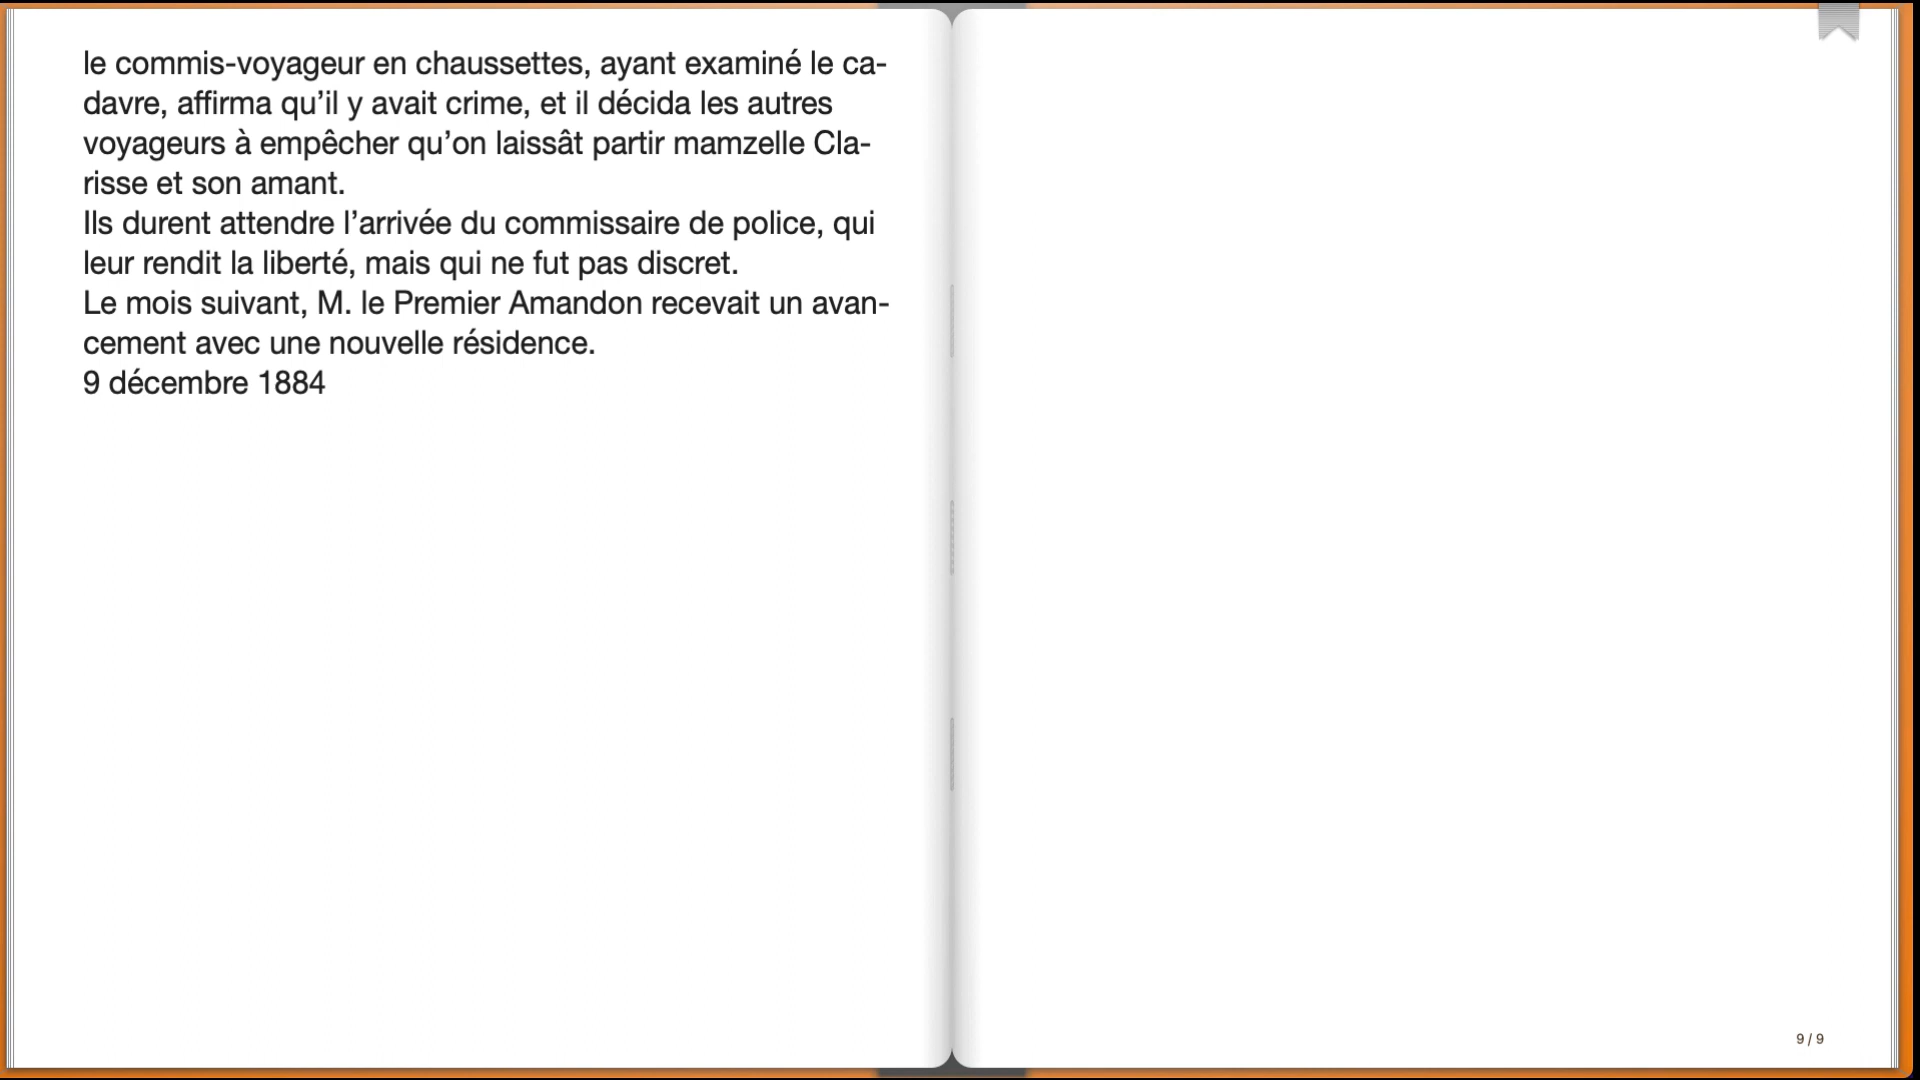 le commis-voyageur en chaussettes, ayant examiné le ca-
davre, affirma qu’il y avait crime, et il décida les autres
voyageurs à empêcher qu’on laissât partir mamzelle Cla-
risse et son amant.
Ils durent attendre l’arrivée du commissaire de police, qui
leur rendit la liberté, mais qui ne fut pas discret.
Le mois suivant, M. le Premier Amandon recevait un avan-
cement avec une nouvelle résidence.
9 décembre 1884
9 / 9